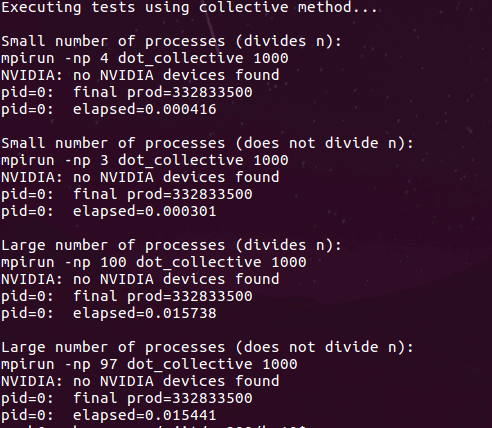 Executing tests using collective method...
Small number of processes (divides n):
mpirun -np 4 dot_collective 1000
NVIDIA: no NVIDIA devices found
pid=0:  final prod=332833500
pid=0:  elapsed=0.000416
Small number of processes (does not divide n):
mpirun -np 3 dot_collective 1000
NVIDIA: no NVIDIA devices found
pid=0:  final prod=332833500
pid=0:  elapsed=0.000301
Large number of processes (divides n):
mpirun -np 100 dot_collective 1000
NVIDIA: no NVIDIA devices found
pid=0:  final prod=332833500
pid=0:  elapsed=0.015738
Large number of processes (does not divide n):
mpirun -np 97 dot_collective 1000
NVIDIA: no NVIDIA devices found
pid=0:  final prod=332833500
pid=0:  elapsed=0.015441